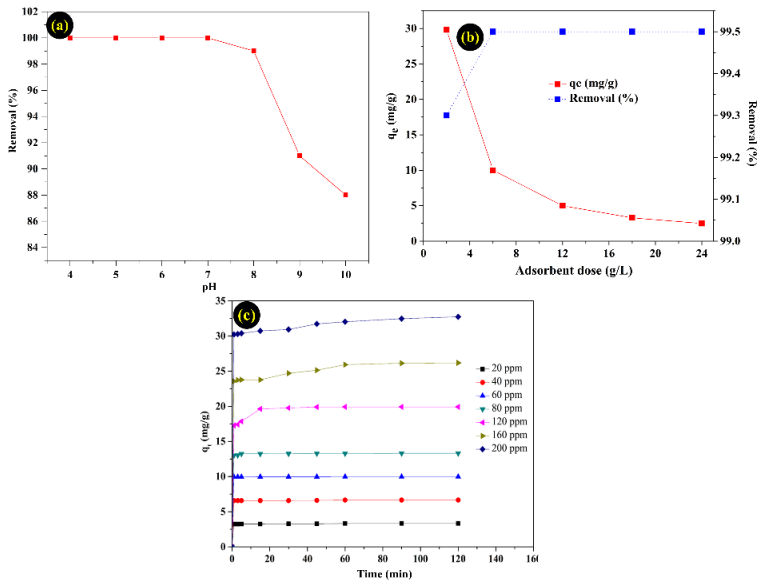 (a)
102
100
98
96
94
92
90
88
86
84
Removal (%)
4 5 6 7 8 9 10
pH
(b)
30
25
20
15
10
5
0
qe (mg/g)
qe (mg/g)
Removal (%)
99.5
99.4
99.3
99.2
99.1
99.0
Removal (%)
0 4 8 12 16 20 24
Adsorbent dose (g/L)
(c)
35
30
25
20
15
10
5
0
qt (mg/g)
20 ppm
40 ppm
60 ppm
80 ppm
120 ppm
160 ppm
200 ppm
0 20 40 60 80 100 120 140 160
Time (min)